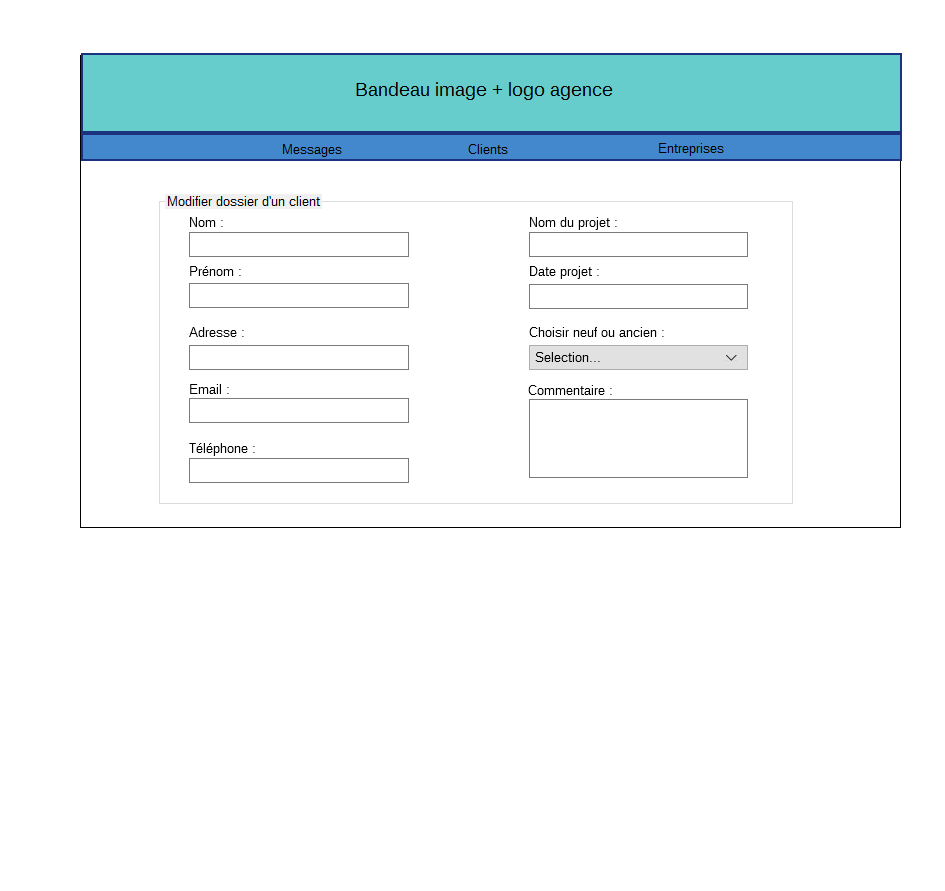 Bandeau image + logo agence
Messages Clients Entreprises
Modifier dossier d'un client
Nom :
Nom du projet :
Prénom :
Date projet :
Adresse :
Choisir neuf ou ancien :
Selection...
Email :
Commentaire :
Téléphone :